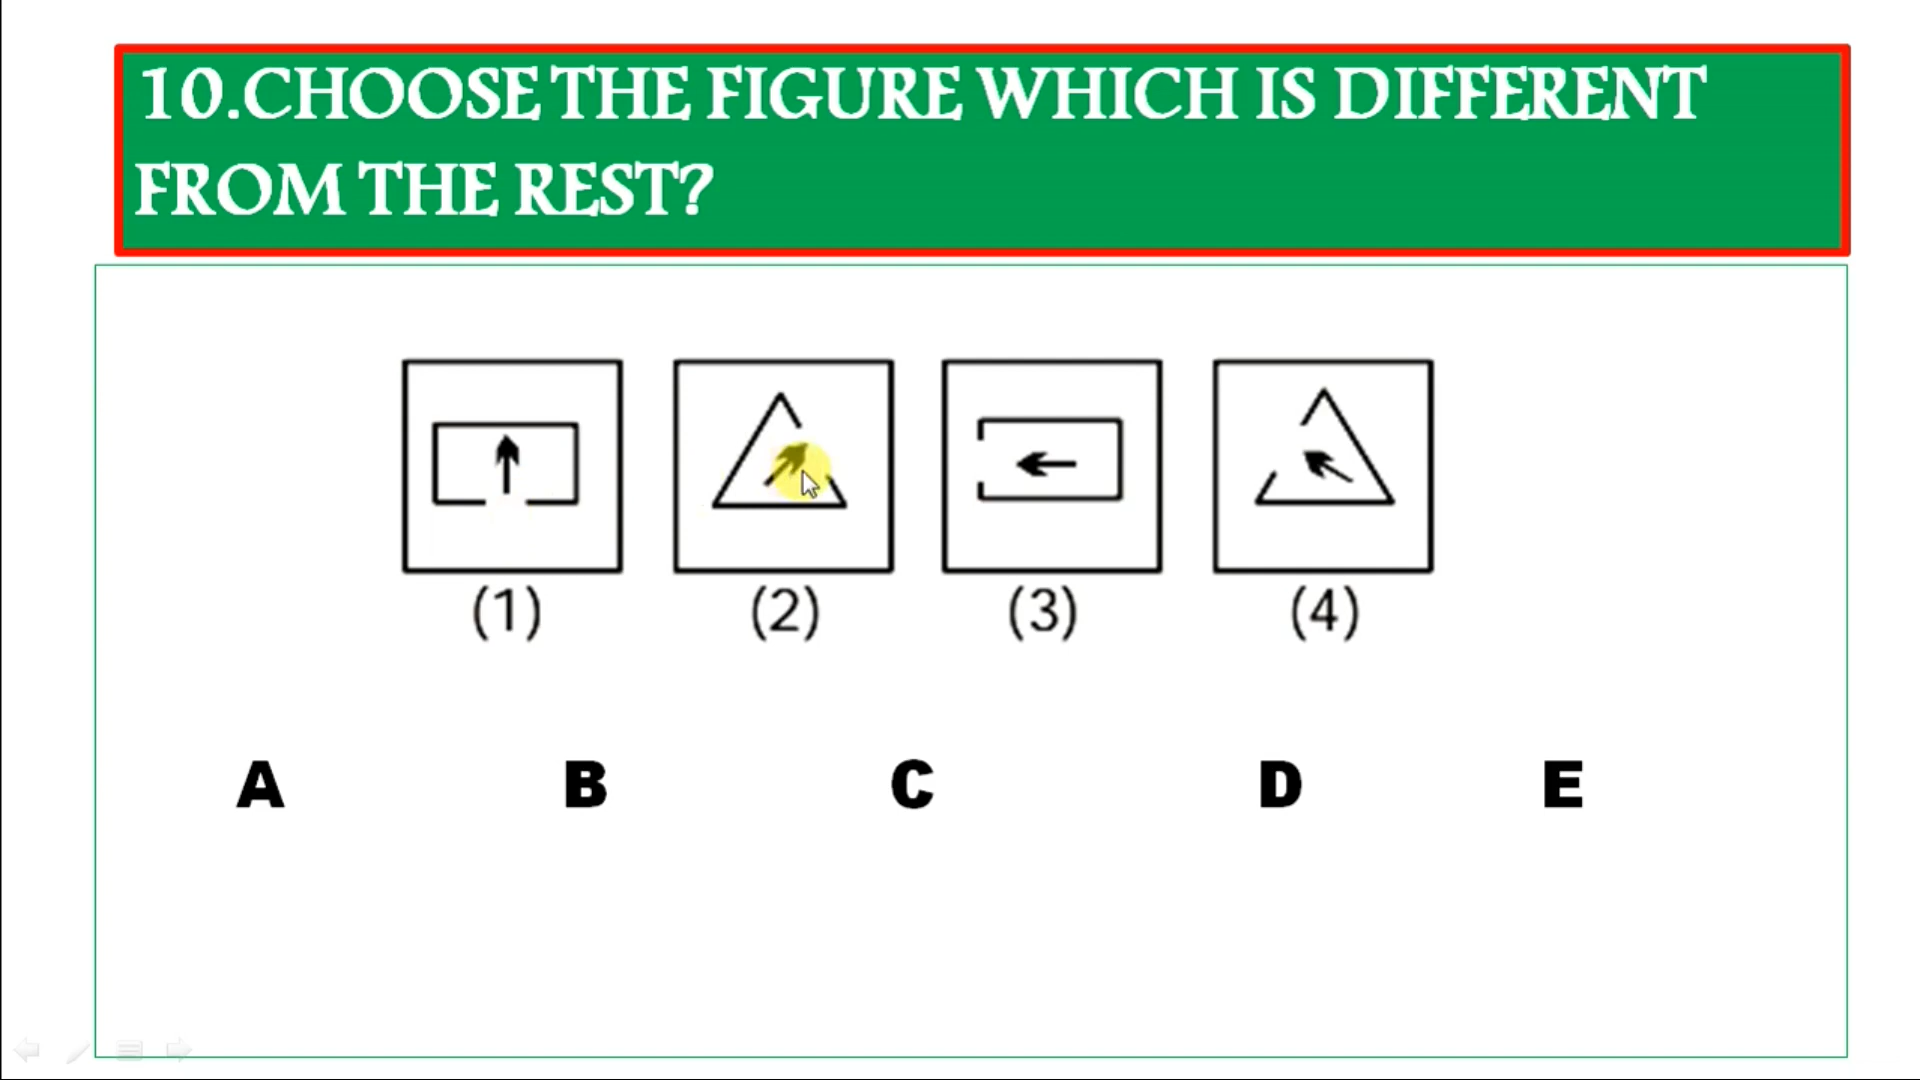 10.CHOOSE THE FIGURE WHICH IS DIFFERENT
FROM THE REST?
(1) (2) (3) (4)
A B C D E